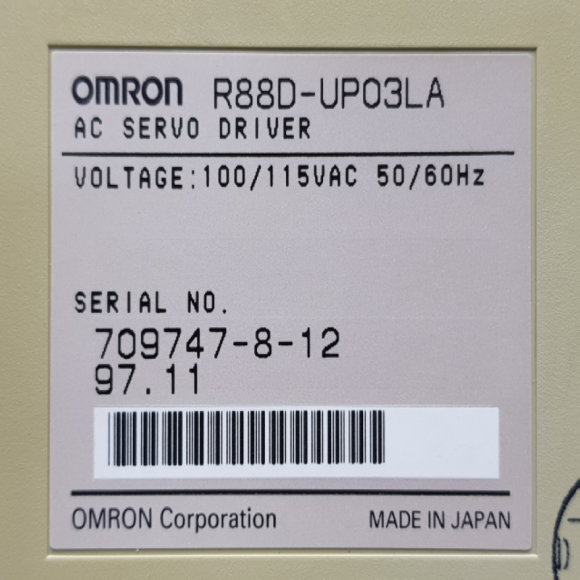 OMRON R88D-UP03LA
AC SERVO DRIVER
VOLTAGE:100/115VAC 50/60Hz
SERIAL NO.
709747-8-12
97.11
OMRON Corporation MADE IN JAPAN